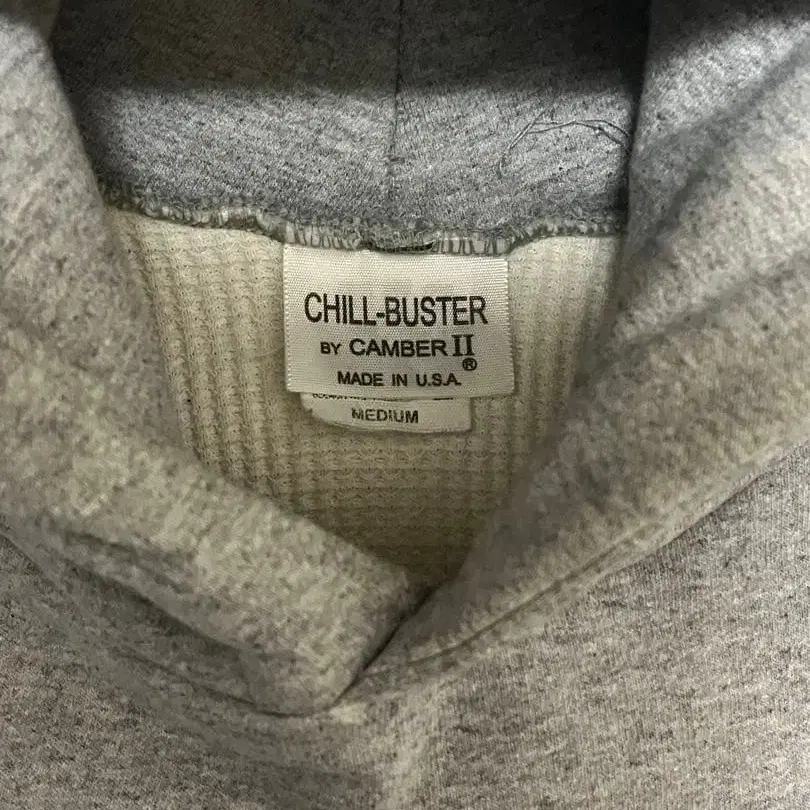 CHILL-BUSTER
BY CAMBER II ®
MADE IN U.S.A.
MEDIUM